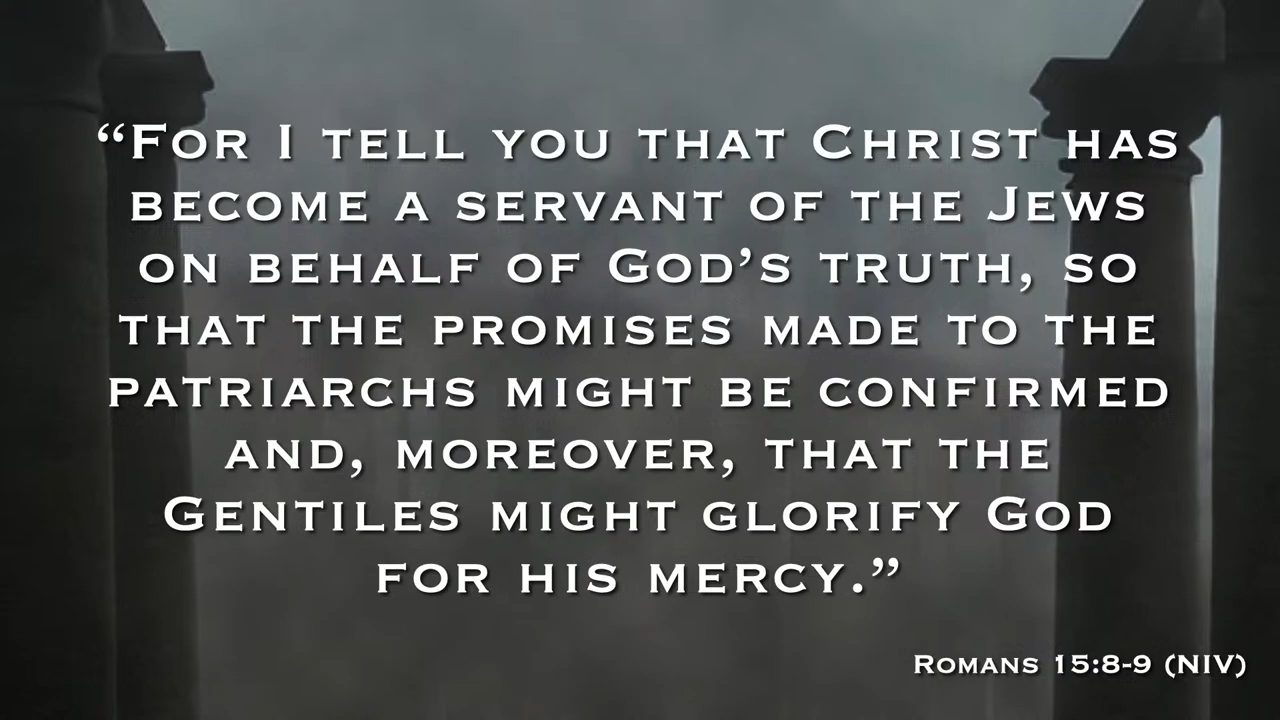 “For I tell you that Christ has
become a servant of the Jews
on behalf of God’s truth, so
that the promises made to the
patriarchs might be confirmed
and, moreover, that the
Gentiles might glorify God
for his mercy.”
Romans 15:8-9 (NIV)